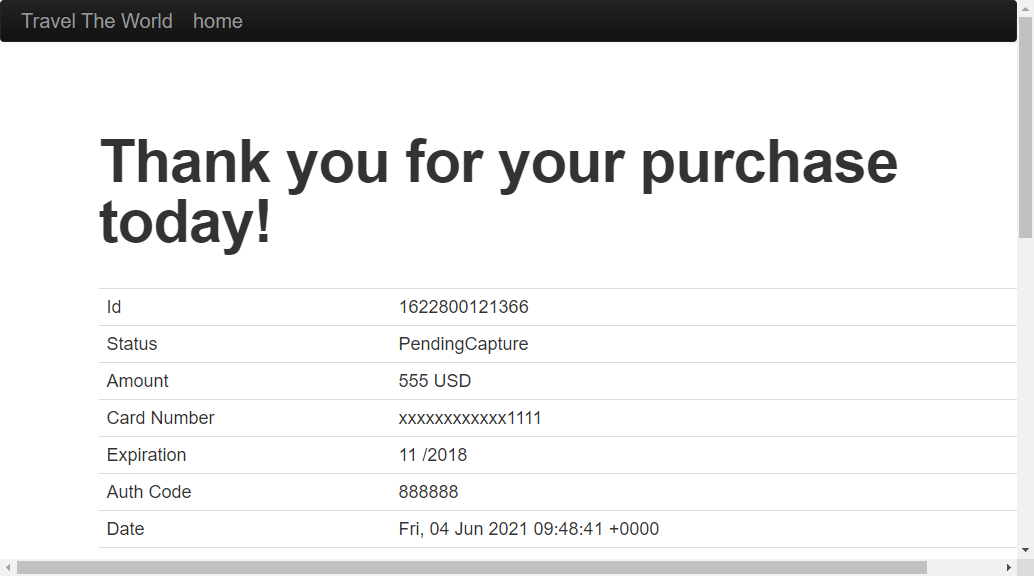 Travel The World home
Thank you for your purchase
today!
Id 1622800121366
Status PendingCapture
Amount 555 USD
Card Number xxxxxxxxxxxx1111
Expiration 11 /2018
Auth Code 888888
Date Fri, 04 Jun 2021 09:48:41 +0000